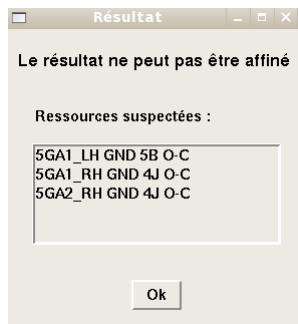 Résultat
Le résultat ne peut pas être affiné
Ressources suspectées :
5GA1_LH GND 5B O-C
5GA1_RH GND 4J O-C
5GA2_RH GND 4J O-C
Ok